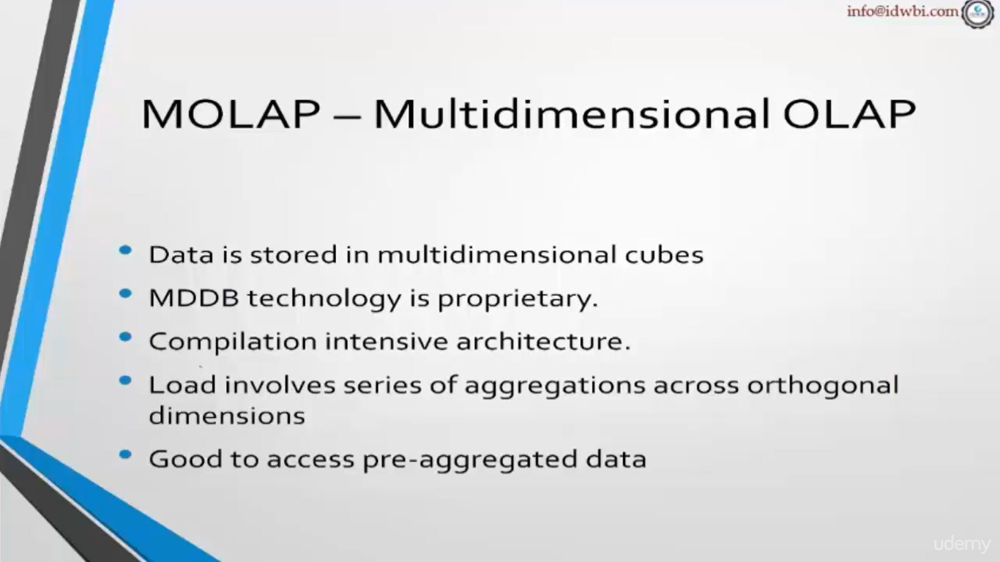 info@idwbi.com
MOLAP – Multidimensional OLAP
• Data is stored in multidimensional cubes
• MDDB technology is proprietary.
• Compilation intensive architecture.
• Load involves series of aggregations across orthogonal
dimensions
• Good to access pre-aggregated data
udemy